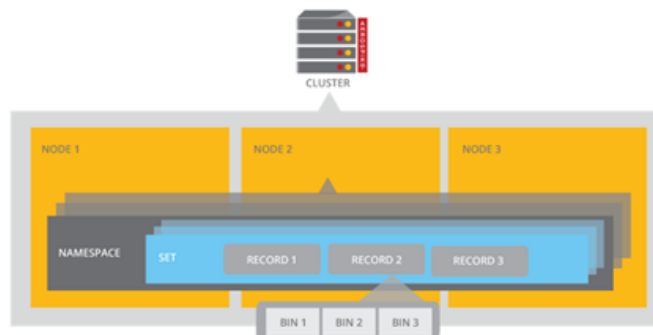 AEROSPIKE
CLUSTER
NODE 1
NODE 2
NODE 3
NAMESPACE
SET
RECORD 1
RECORD 2
RECORD 3
BIN 1
BIN 2
BIN 3